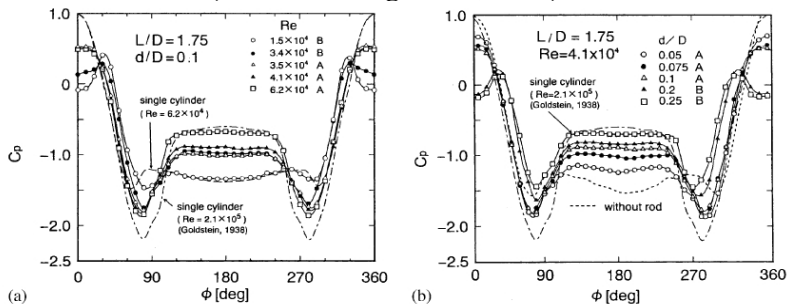 1.0
0
−1.0
−2.0
−2.5
Cp
Re
L/D=1.75
d/D=0.1
1.5×10⁴ B
3.4×10⁴ B
3.5×10⁴ A
4.1×10⁴ A
6.2×10⁴ A
single cylinder
( Re = 6.2×10⁴)
single cylinder
(Re = 2.1×10⁵)
(Goldstein, 1938)
0 90 180 270 360
(a)
ϕ [deg]
1.0
0
−1.0
−2.0
−2.5
Cp
d/D
L/D=1.75
Re=4.1x10⁴
0.05 A
0.075 A
0.1 A
0.2 B
0.25 B
single cylinder
(Re=2.1×10⁵)
(Goldstein, 1938)
without rod
0 90 180 270 360
(b)
ϕ [deg]